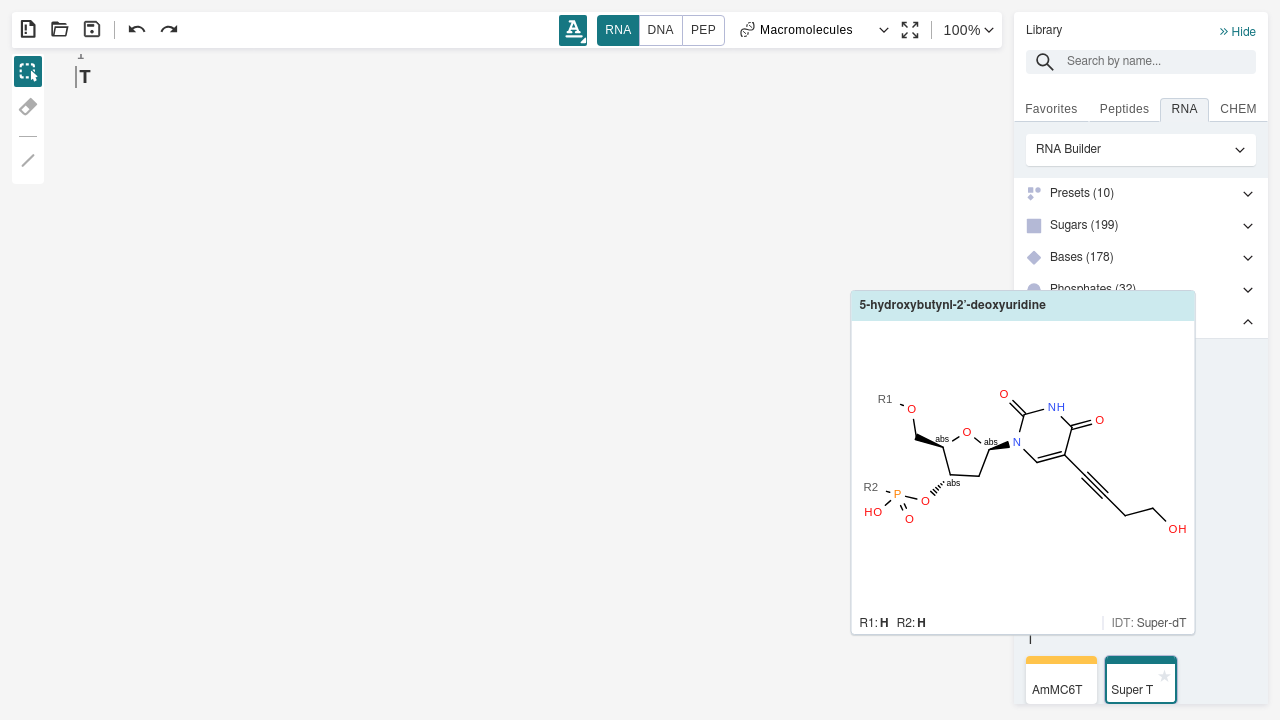 A RNA DNA PEP Macromolecules 100%
1
T
Library
Hide
Search by name...
Favorites Peptides RNA CHEM
RNA Builder
Presets (10)
Sugars (199)
Bases (178)
Phosphates (32)
5-hydroxybutynl-2'-deoxyuridine
O NH
R1 O O
abs O abs N
abs
R2 P O
HO O
OH
R1: H R2: H IDT: Super-dT
T
AmMC6T Super T